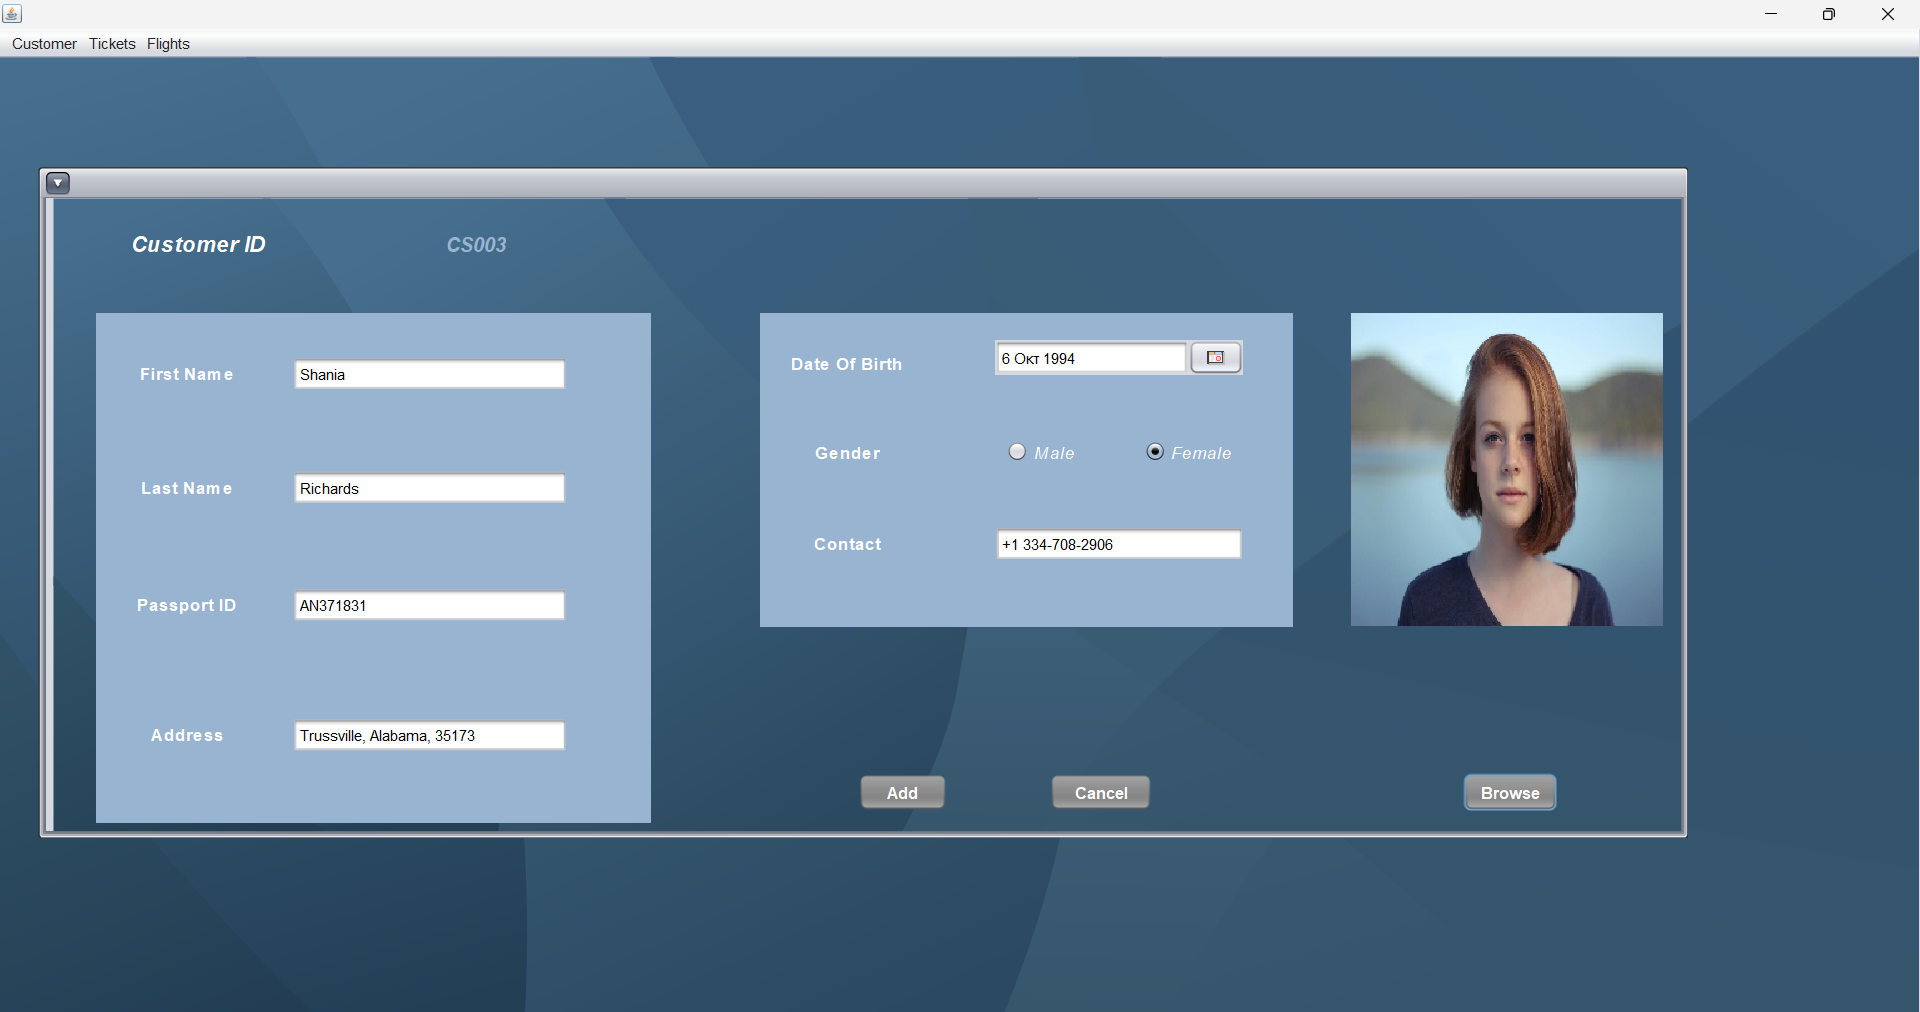 Customer Tickets Flights
Customer ID CS003
First Name Shania
Last Name Richards
Passport ID AN371831
Address Trussville, Alabama, 35173
Date Of Birth 6 Окт 1994
Gender Male Female
Contact +1 334-708-2906
Add Cancel Browse